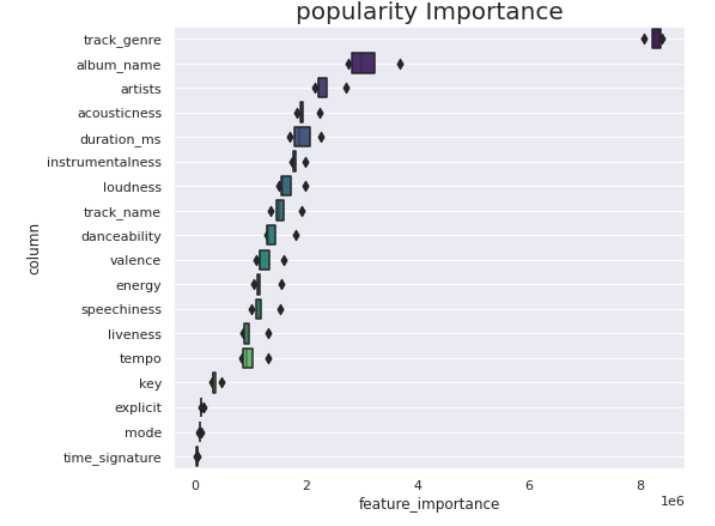 popularity Importance
track_genre
album_name
artists
acousticness
duration_ms
instrumentalness
loudness
track_name
danceability
valence
energy
speechiness
liveness
tempo
key
explicit
mode
time_signature
column
0 2 4 6 8
1e6
feature_importance